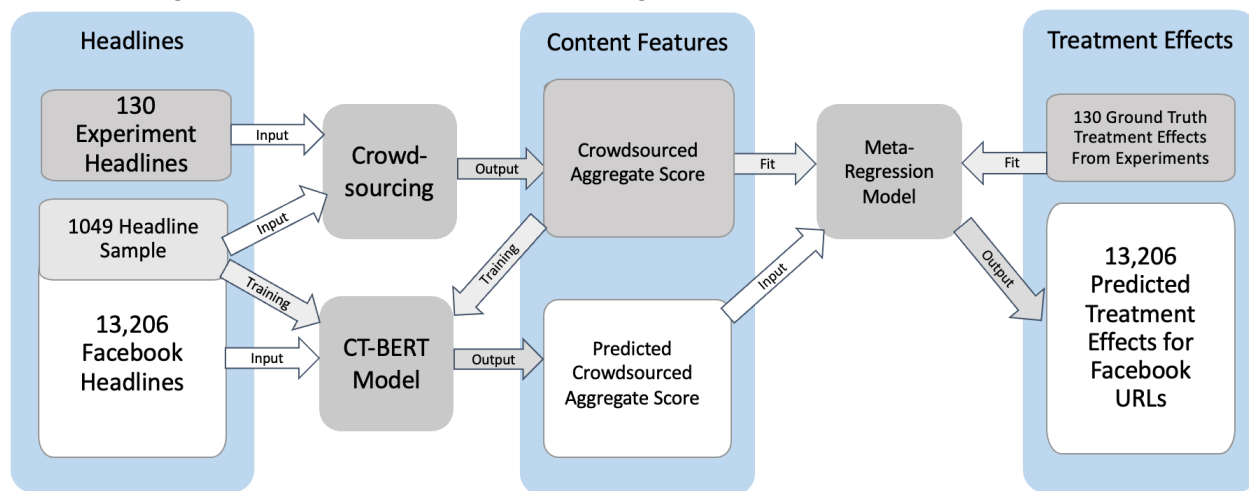 Headlines
130
Experiment
Headlines
1049 Headline
Sample
13,206
Facebook
Headlines
Input
Input
Training
Input
Crowd-
sourcing
CT-BERT
Model
Output
Training
Output
Content Features
Crowdsourced
Aggregate Score
Predicted
Crowdsourced
Aggregate Score
Fit
Input
Meta-
Regression
Model
Fit
Output
Treatment Effects
130 Ground Truth
Treatment Effects
From Experiments
13,206
Predicted
Treatment
Effects for
Facebook
URLs